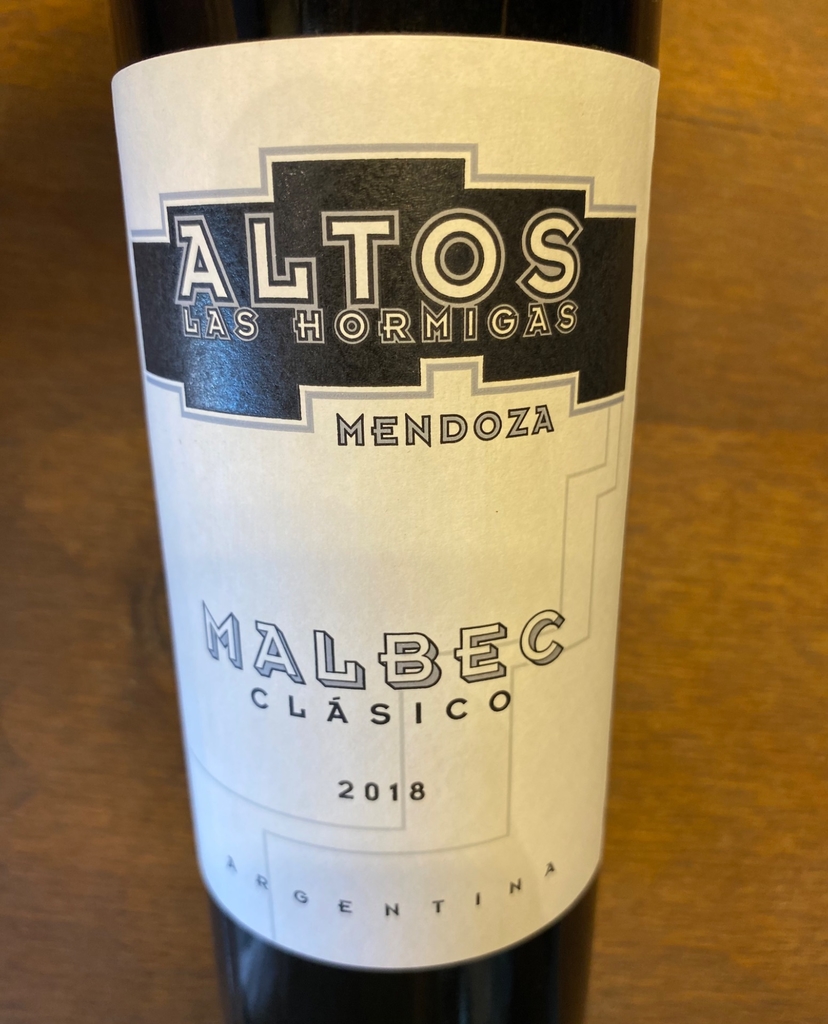 ALTOS
LAS HORMIGAS
MENDOZA
MALBEC
CLÁSICO
2018
ARGENTINA